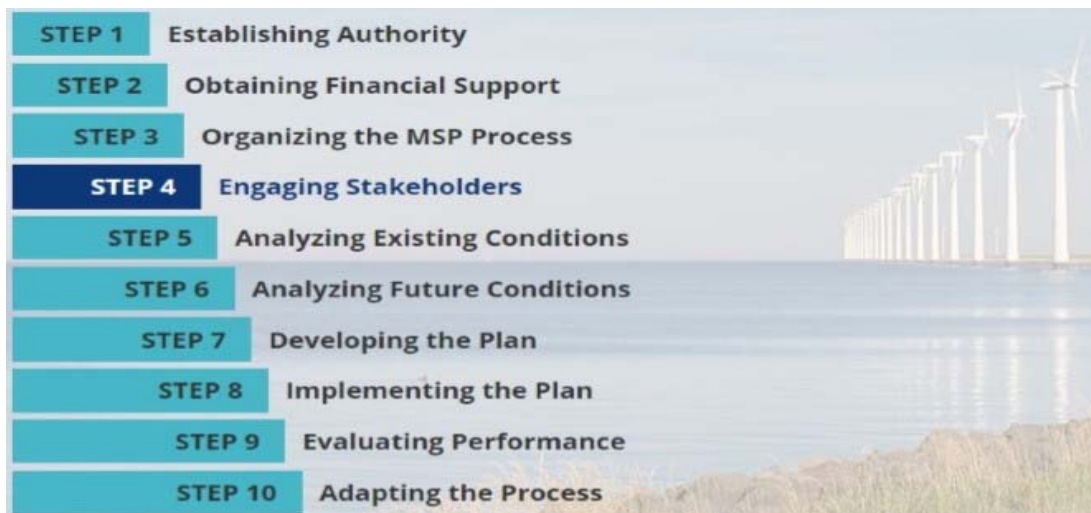 STEP 1 Establishing Authority
STEP 2 Obtaining Financial Support
STEP 3 Organizing the MSP Process
STEP 4 Engaging Stakeholders
STEP 5 Analyzing Existing Conditions
STEP 6 Analyzing Future Conditions
STEP 7 Developing the Plan
STEP 8 Implementing the Plan
STEP 9 Evaluating Performance
STEP 10 Adapting the Process